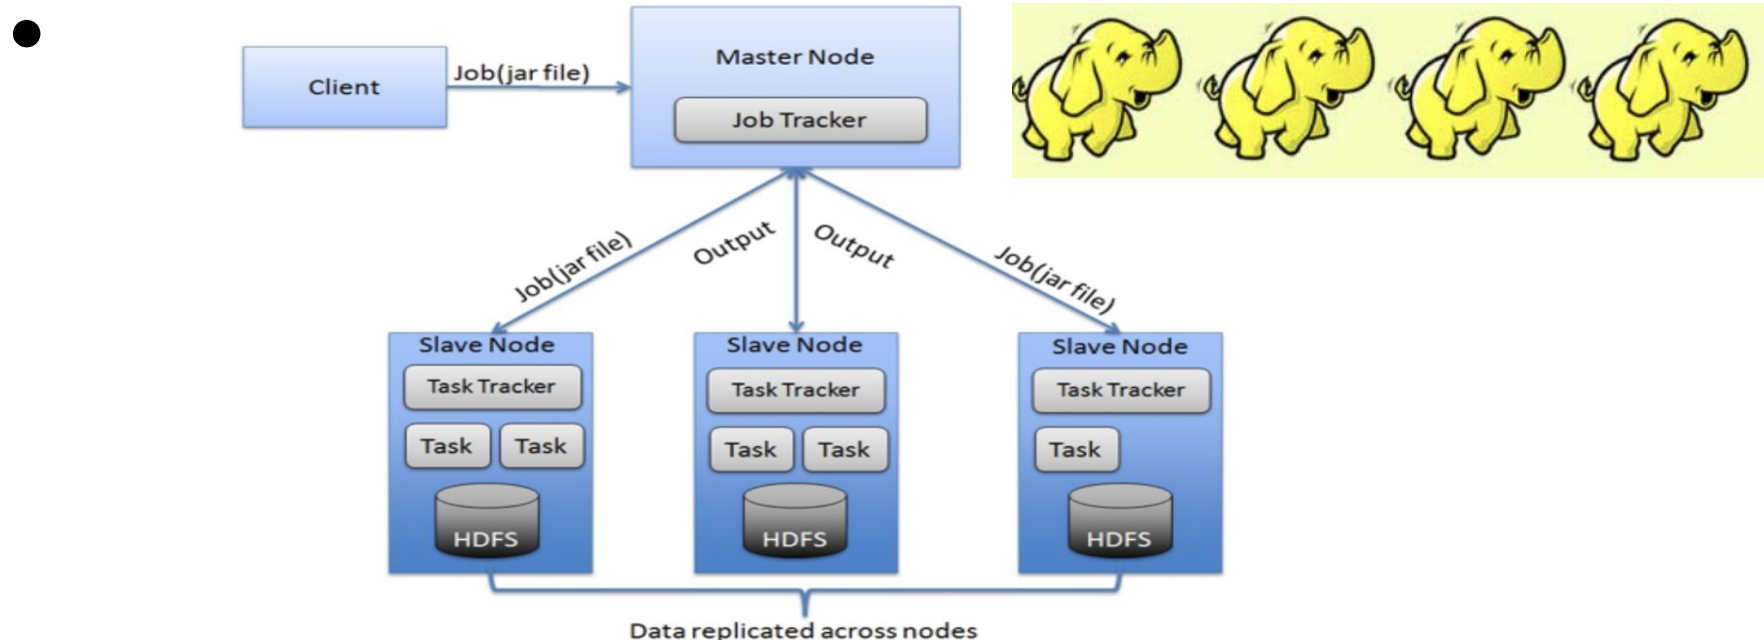 Client
Job(jar file)
Master Node
Job Tracker
Job(jar file)
Output
Output
Job(jar file)
Slave Node
Task Tracker
Task Task
HDFS
Slave Node
Task Tracker
Task Task
HDFS
Slave Node
Task Tracker
Task
HDFS
Data replicated across nodes